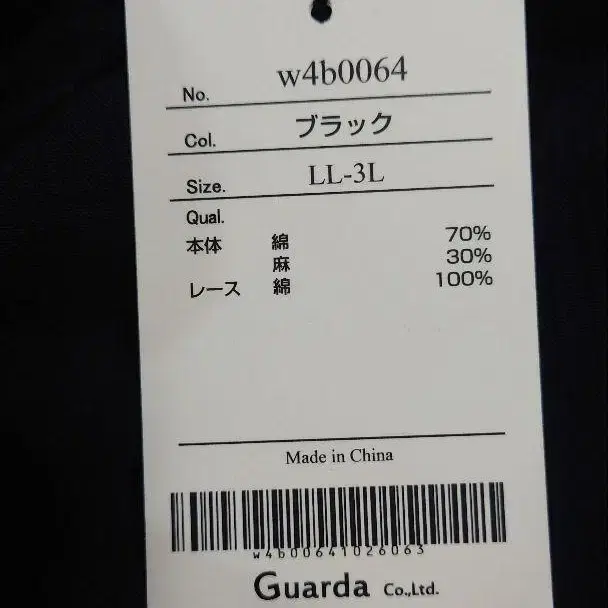 No. w4b0064
Col. ブラック
Size. LL-3L
Qual.
本体 綿 70%
麻 30%
レース 綿 100%
Made in China
w4b00641026063
Guarda Co.,Ltd.